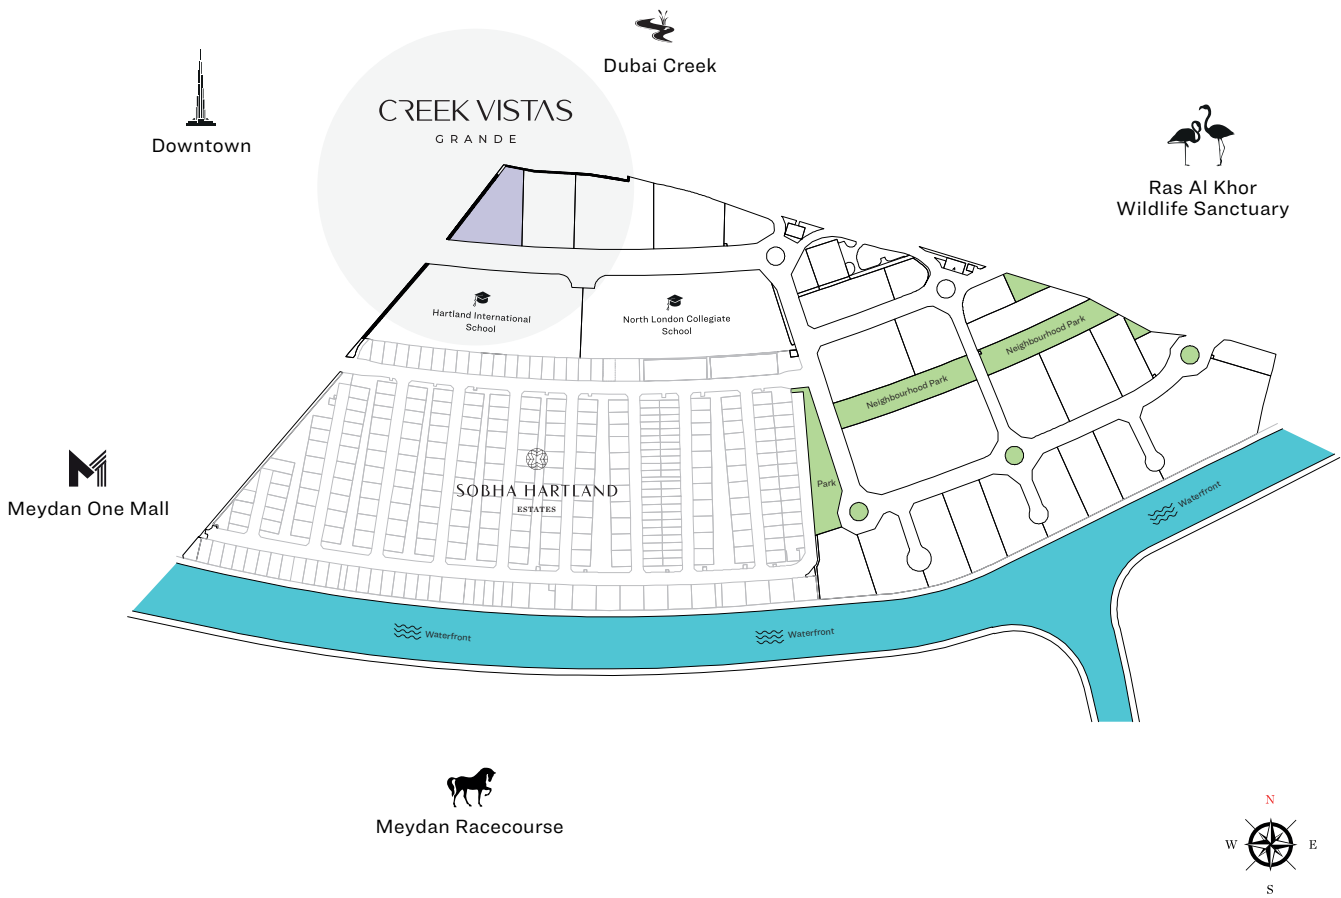 Dubai Creek
CREEK VISTAS
GRANDE
Downtown
Ras Al Khor
Wildlife Sanctuary
Hartland International
School
North London Collegiate
School
Neighbourhood Park
Neighbourhood Park
Park
SOBHA HARTLAND
ESTATES
Meydan One Mall
Waterfront
Waterfront
Waterfront
Meydan Racecourse
N
W
E
S